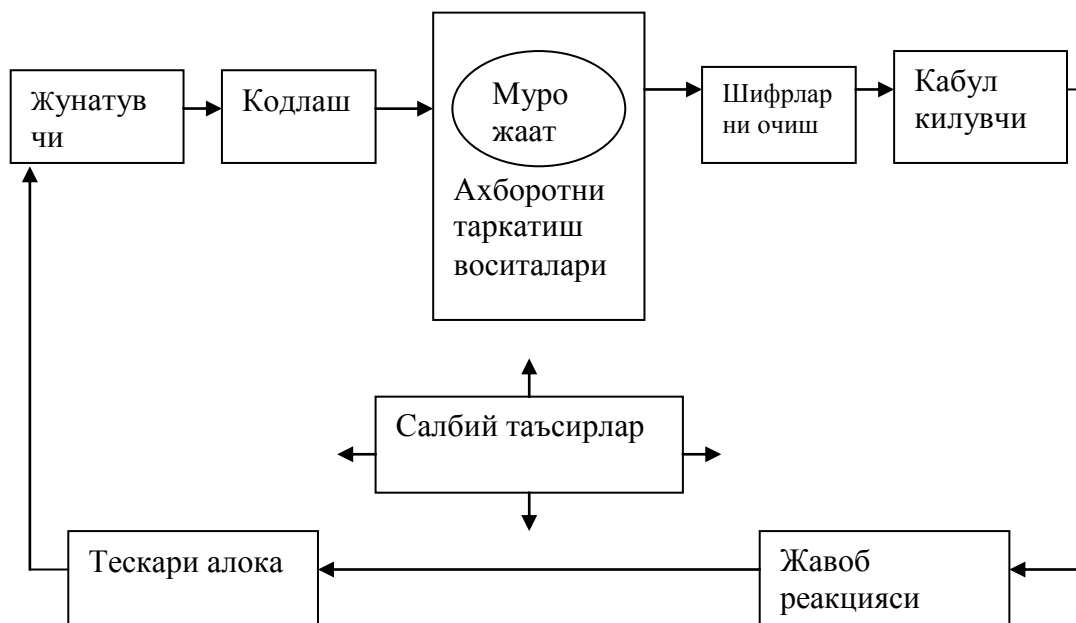 Жунатув
чи
Кодлаш
Муро
жаат
Ахборотни
таркатиш
воситалари
Шифрлар
ни очиш
Кабул
килувчи
Салбий таъсирлар
Тескари алока
Жавоб
реакцияси